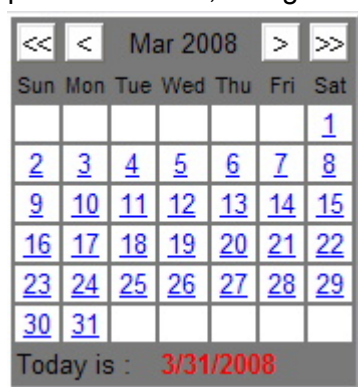 << < Mar 2008 > >>
Sun Mon Tue Wed Thu Fri Sat
1
2 3 4 5 6 7 8
9 10 11 12 13 14 15
16 17 18 19 20 21 22
23 24 25 26 27 28 29
30 31
Today is : 3/31/2008